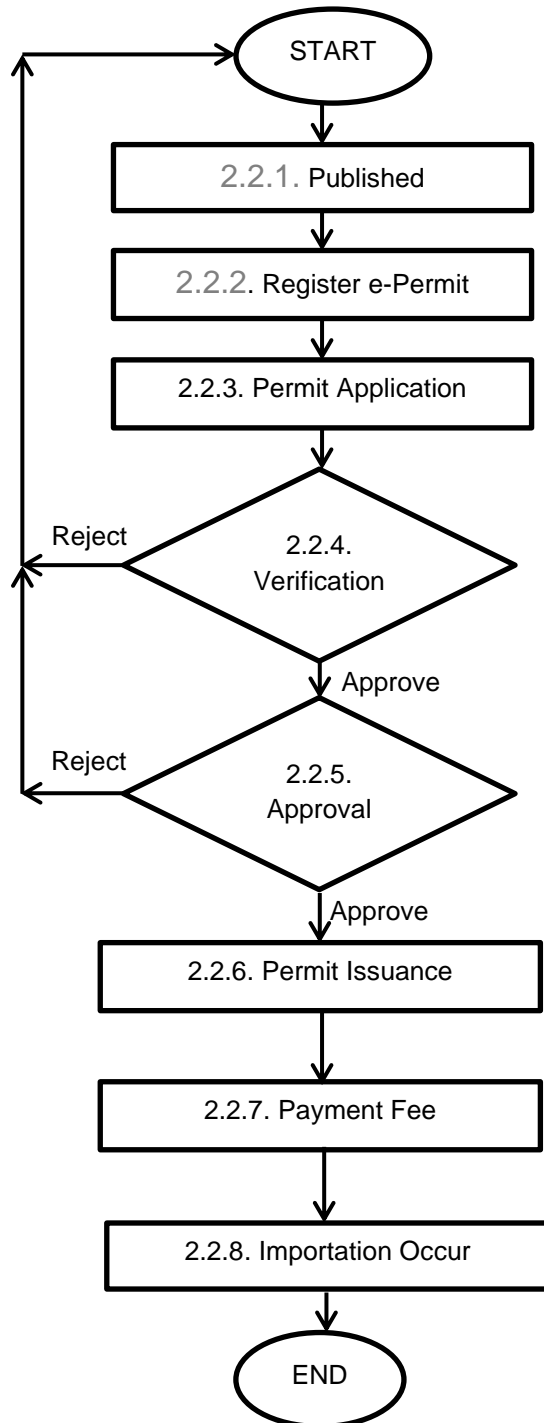 START
2.2.1. Published
2.2.2. Register e-Permit
2.2.3. Permit Application
Reject
2.2.4.
Verification
Approve
Reject
2.2.5.
Approval
Approve
2.2.6. Permit Issuance
2.2.7. Payment Fee
2.2.8. Importation Occur
END